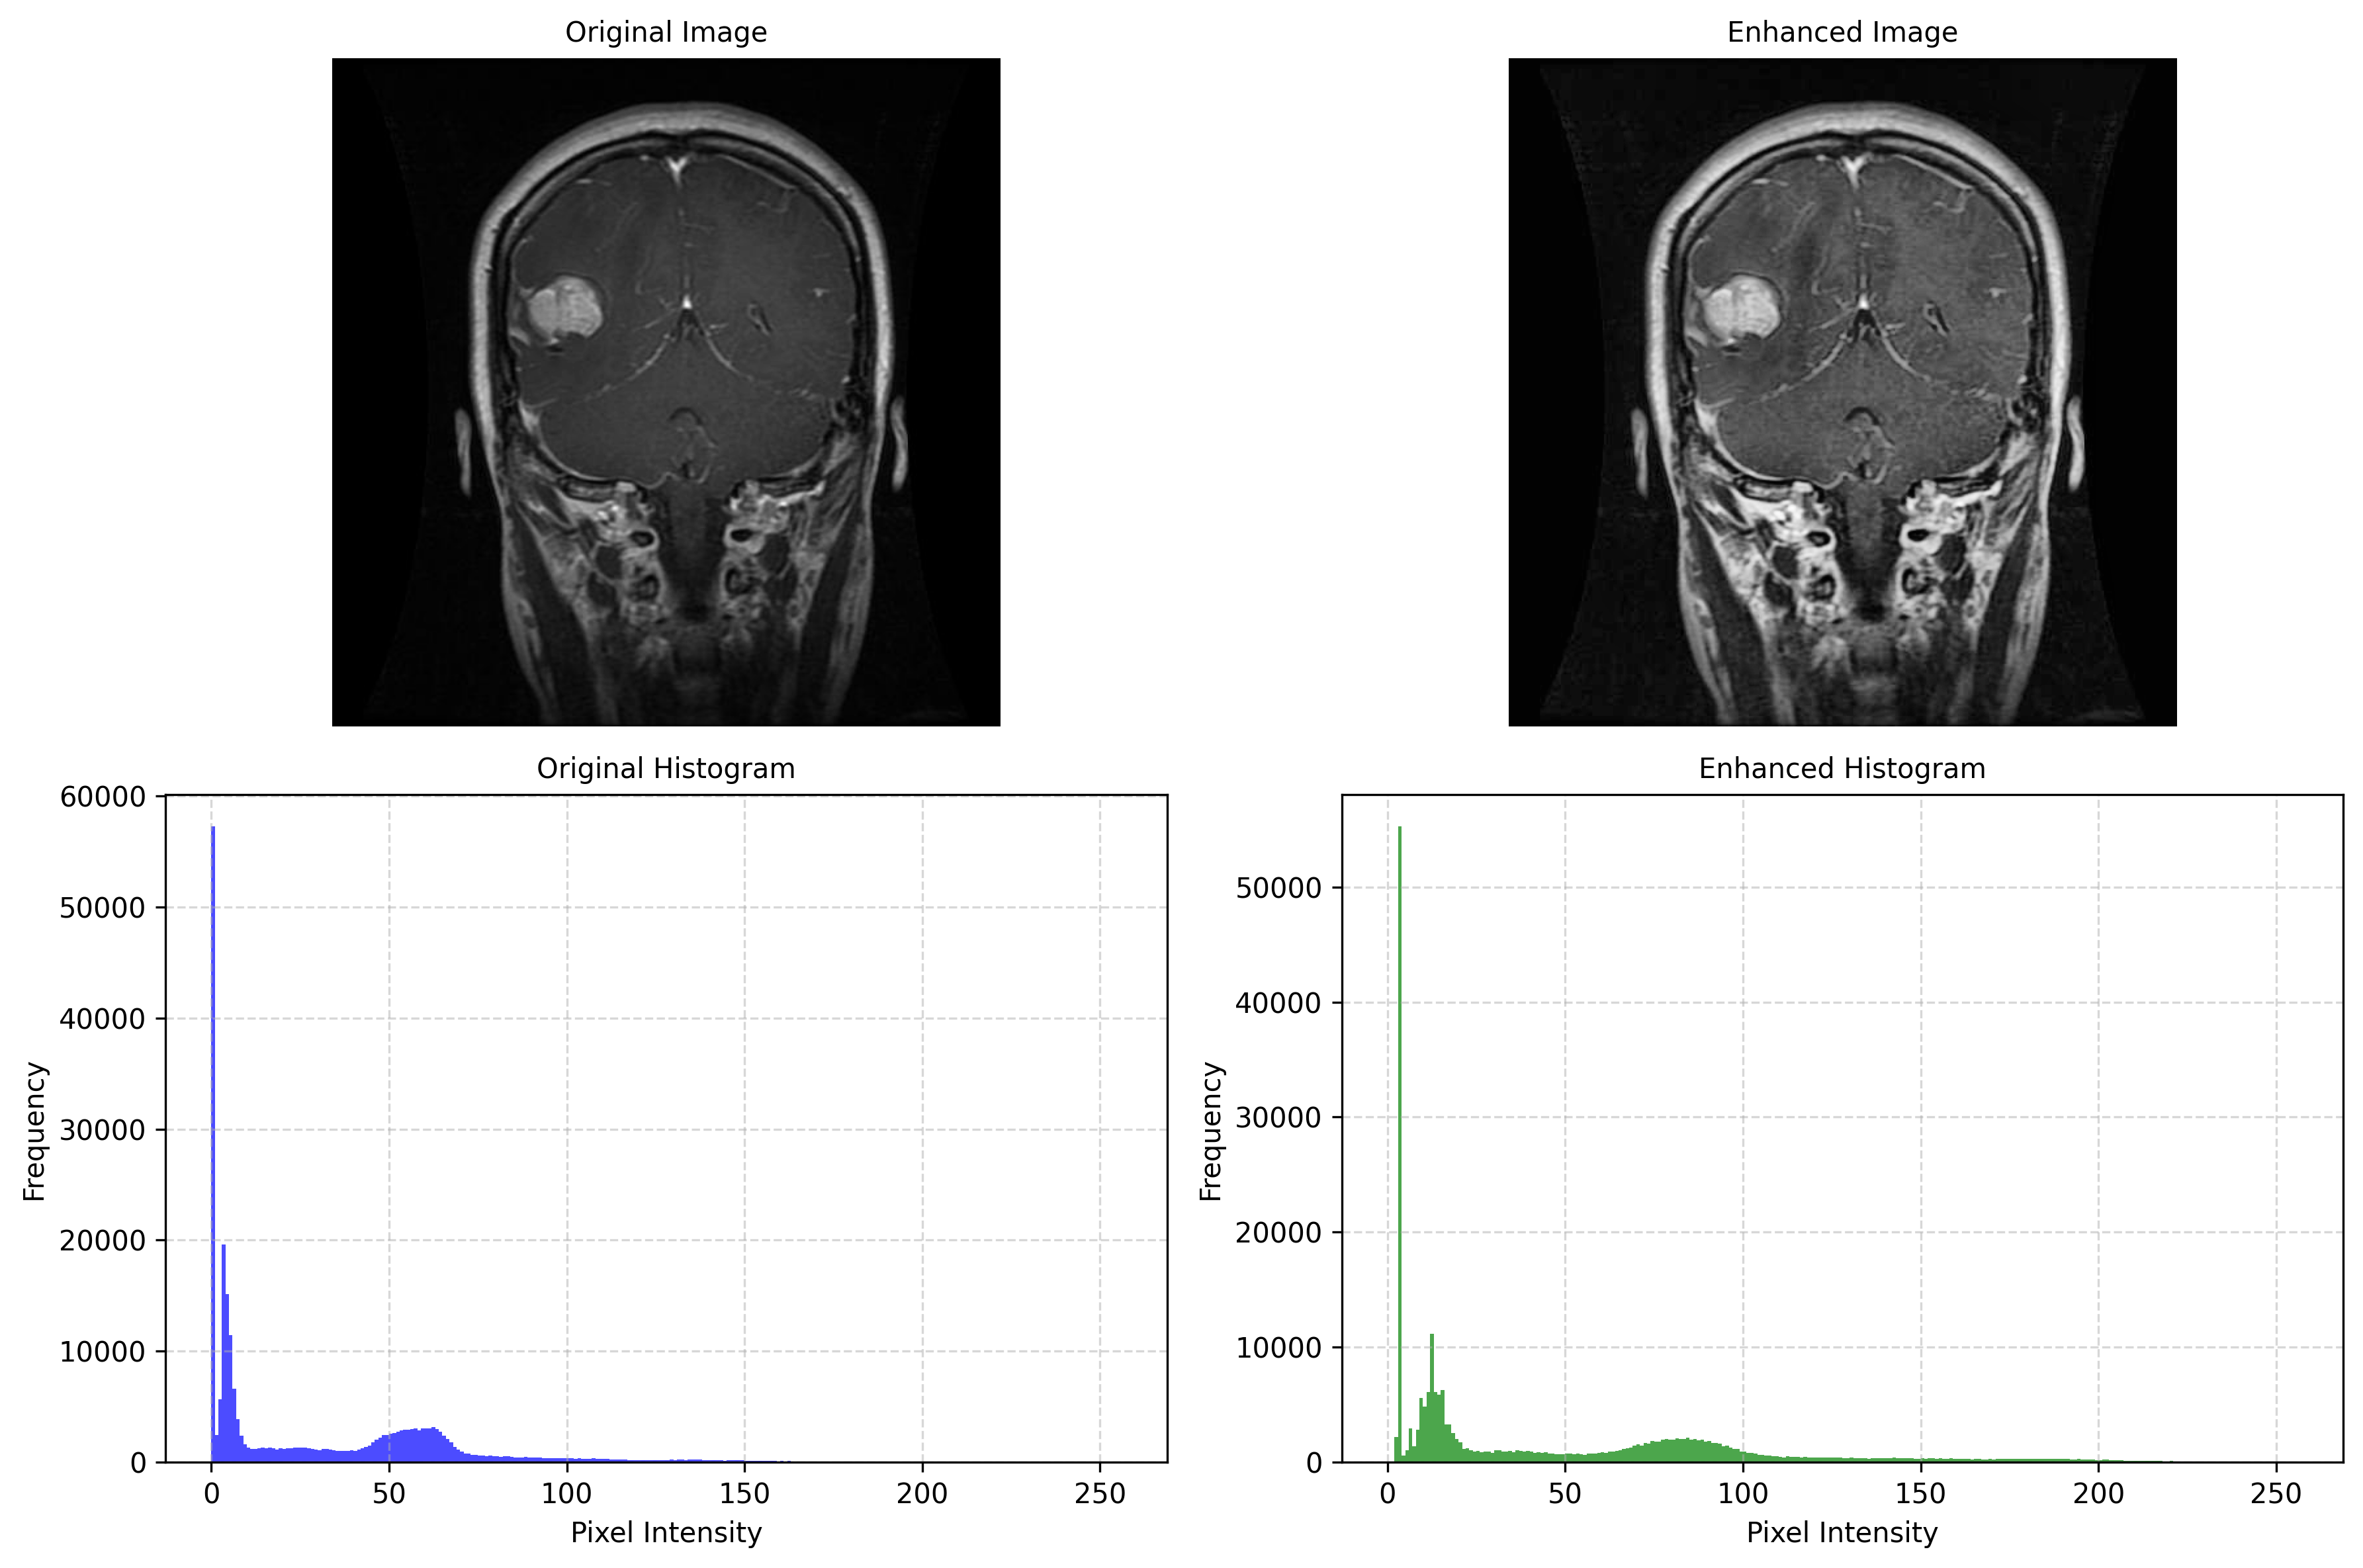 Original Image
Enhanced Image
Original Histogram
Enhanced Histogram
60000
50000
40000
30000
20000
10000
0
Frequency
0 50 100 150 200 250
Pixel Intensity
50000
40000
30000
20000
10000
0
Frequency
0 50 100 150 200 250
Pixel Intensity